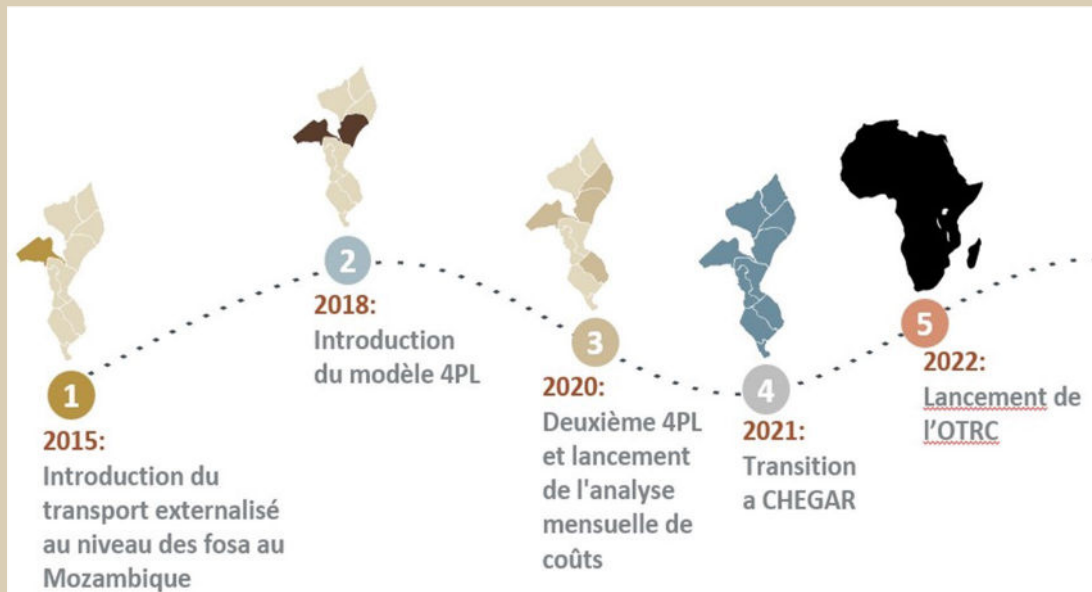 1
2015:
Introduction du
transport externalisé
au niveau des fosa au
Mozambique
2
2018:
Introduction
du modèle 4PL
3
2020:
Deuxième 4PL
et lancement
de l'analyse
mensuelle de
coûts
4
2021:
Transition
a CHEGAR
5
2022:
Lancement de
l'OTRC